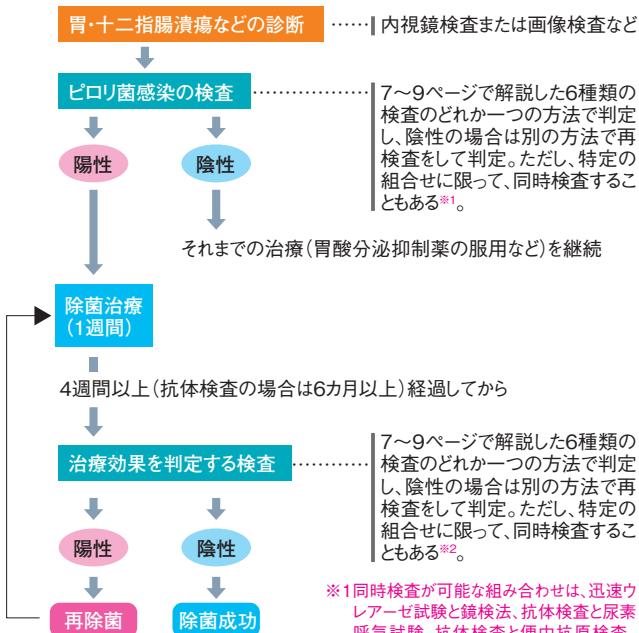 胃・十二指腸潰瘍などの診断
内視鏡検査または画像検査など
ピロリ菌感染の検査
7～9ページで解説した6種類の
検査のどれか一つの方法で判定
し、陰性の場合は別の方法で再
検査をして判定。ただし、特定の
組合せに限って、同時検査するこ
ともある※1。
陽性
陰性
それまでの治療（胃酸分泌抑制薬の服用など）を継続
除菌治療
（1週間）
4週間以上（抗体検査の場合は6カ月以上）経過してから
治療効果を判定する検査
7～9ページで解説した6種類の
検査のどれか一つの方法で判定
し、陰性の場合は別の方法で再
検査をして判定。ただし、特定の
組合せに限って、同時検査するこ
ともある※2。
陽性
陰性
再除菌
除菌成功
※1同時検査が可能な組み合わせは、迅速ウ
レアーゼ試験と鏡検法、抗体検査と尿素
呼気試験、抗体検査と便中抗原検査、